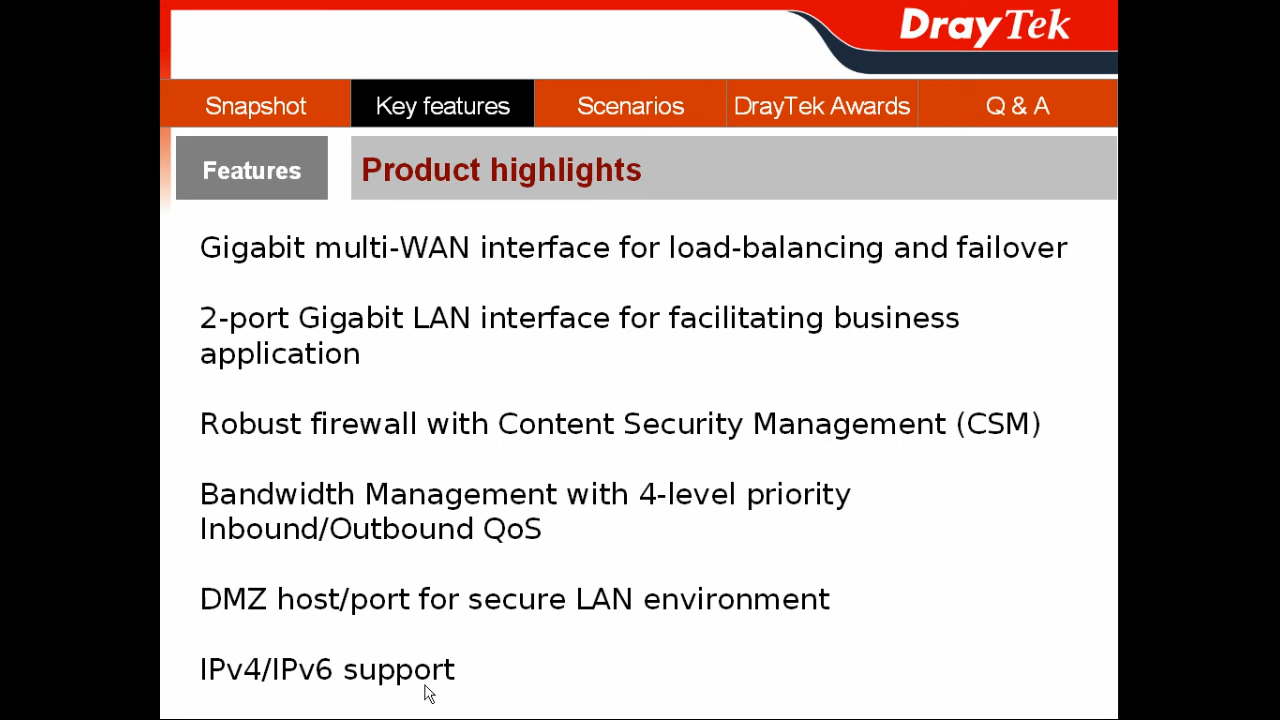 DrayTek
Snapshot
Key features
Scenarios
DrayTek Awards
Q & A
Features
Product highlights
Gigabit multi-WAN interface for load-balancing and failover
2-port Gigabit LAN interface for facilitating business
application
Robust firewall with Content Security Management (CSM)
Bandwidth Management with 4-level priority
Inbound/Outbound QoS
DMZ host/port for secure LAN environment
IPv4/IPv6 support